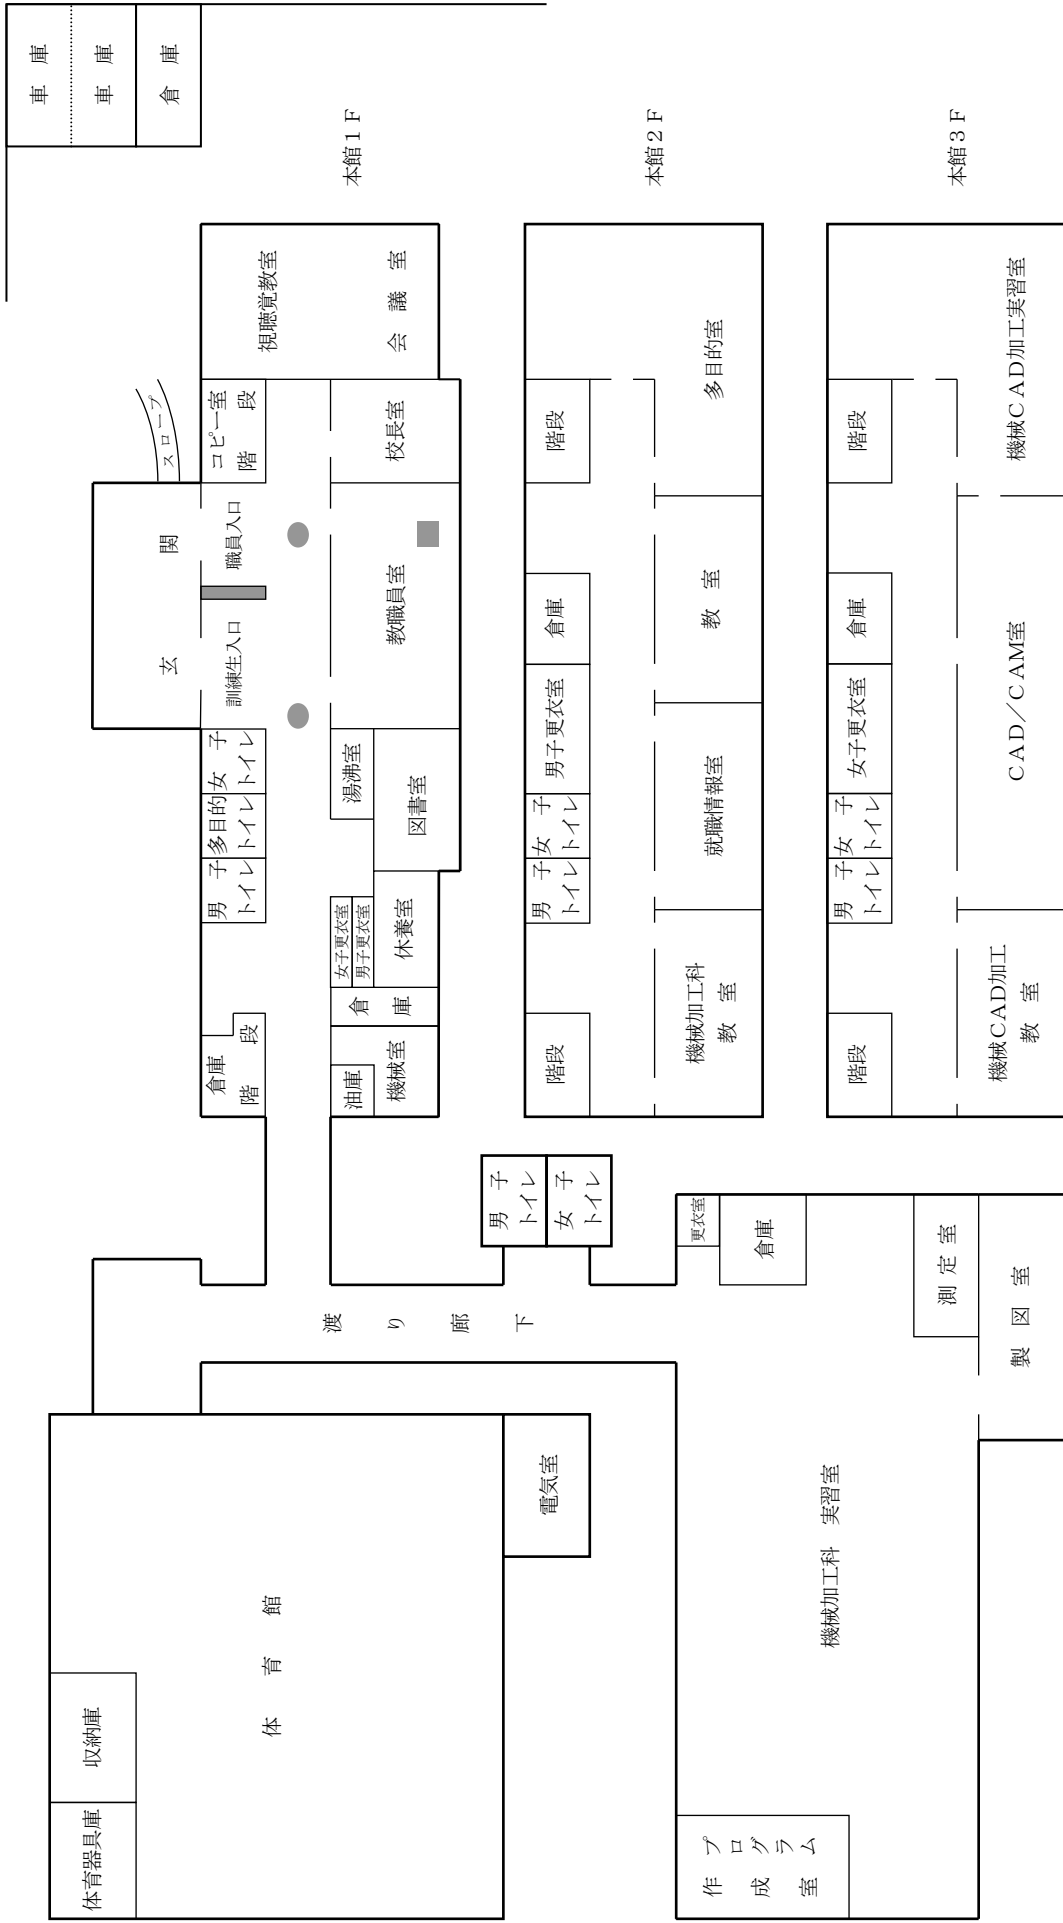 車　庫
車　庫
倉　庫
本館１Ｆ
本館２Ｆ
本館３Ｆ
スロープ
玄　関
訓練生入口
職員入口
コピー室
階　段
視聴覚教室
会　議　室
校長室
教職員室
湯沸室
図書室
女　子
トイレ
多目的
トイレ
男　子
トイレ
女子更衣室
男子更衣室
休養室
倉　庫
倉庫
階　段
油庫
機械室
階段
倉庫
男子更衣室
女　子
トイレ
男　子
トイレ
階段
多目的室
教　室
就職情報室
機械加工科
教　室
階段
倉庫
女子更衣室
女　子
トイレ
男　子
トイレ
階段
機械ＣＡＤ加工実習室
ＣＡＤ／ＣＡＭ室
機械ＣＡＤ加工
教　室
男　子
トイレ
女　子
トイレ
渡り廊下
体育館
収納庫
体育器具庫
電気室
更衣室
倉庫
測定室
製図室
機械加工科　実習室
プログラム
作成室